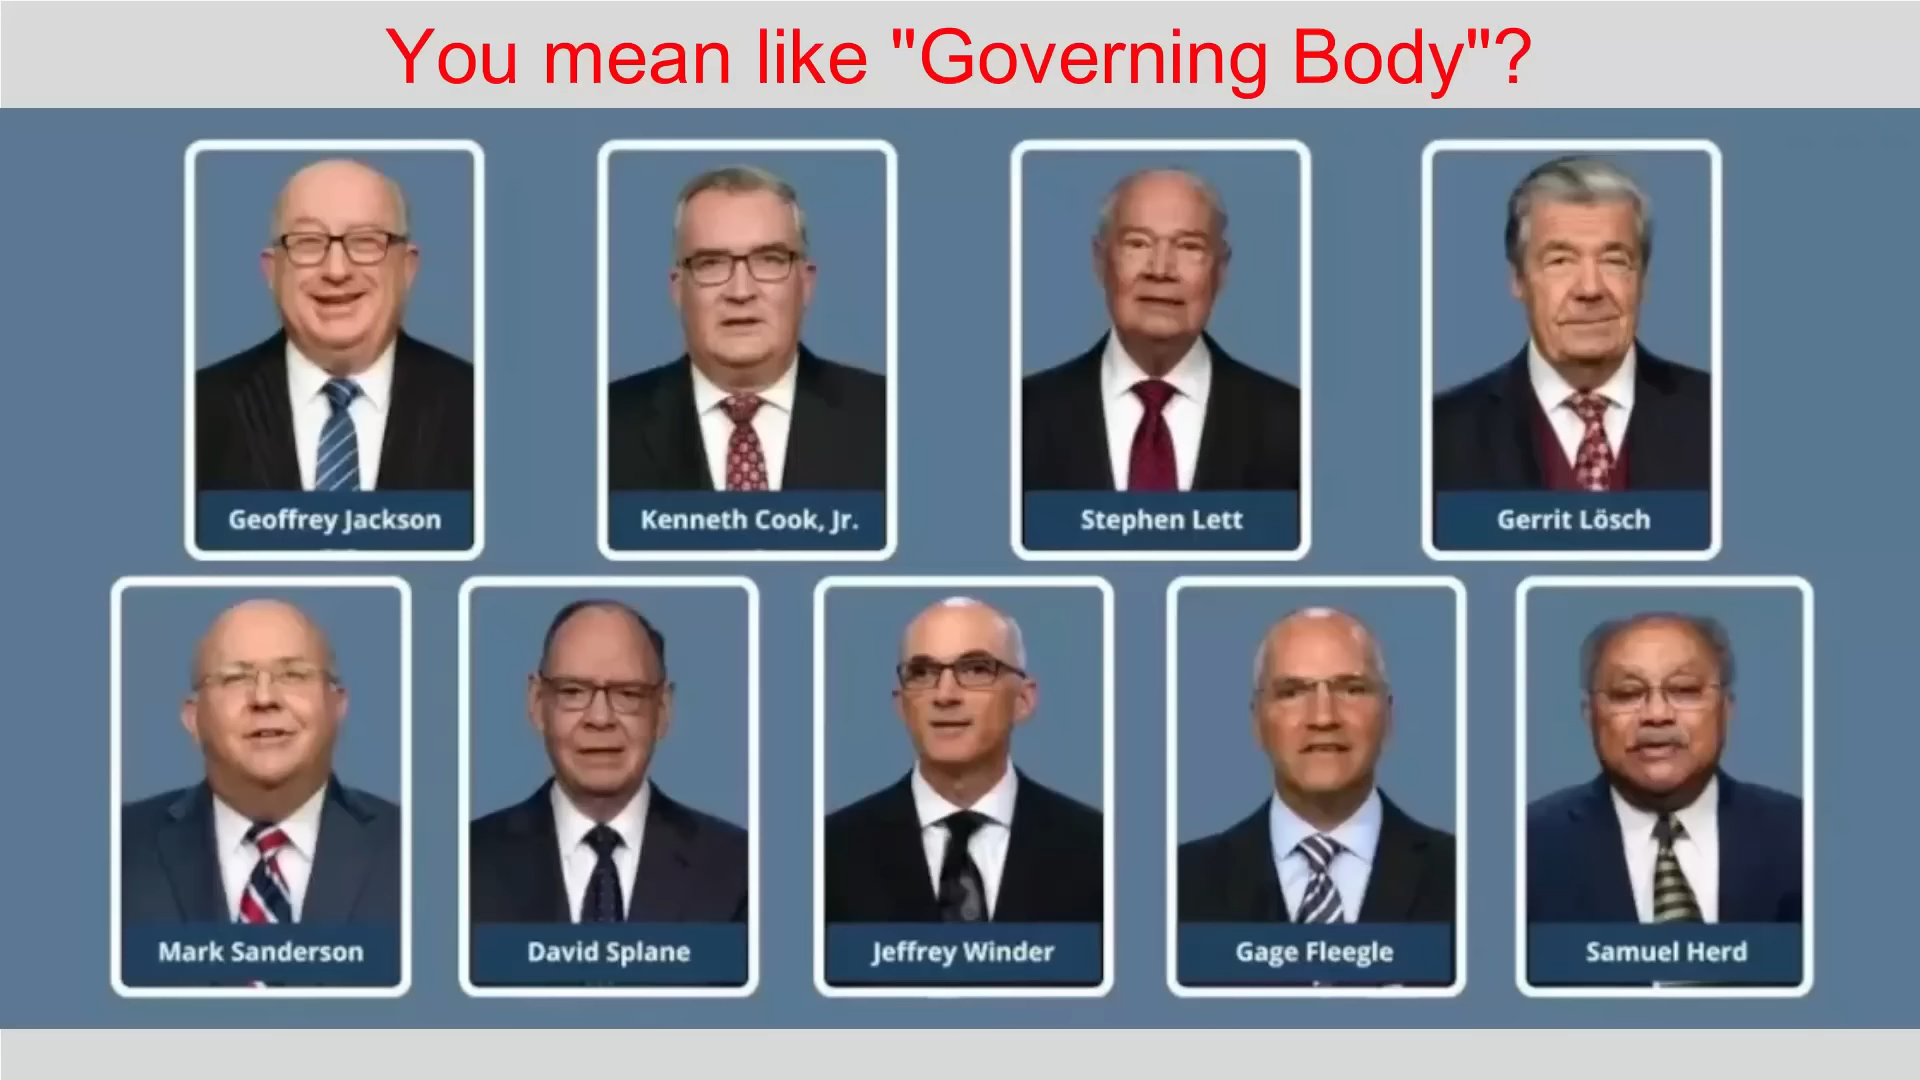 You mean like "Governing Body"?
Geoffrey Jackson
Kenneth Cook, Jr.
Stephen Lett
Gerrit Lösch
Mark Sanderson
David Splane
Jeffrey Winder
Gage Fleegle
Samuel Herd